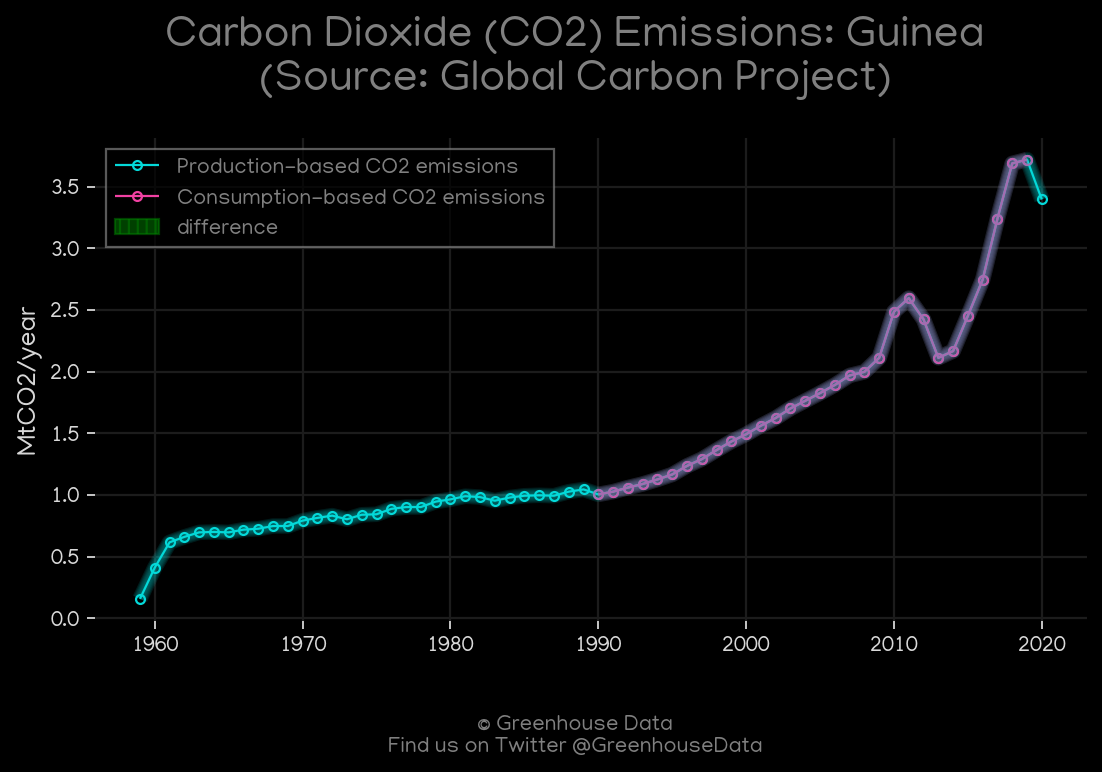 Carbon Dioxide (CO2) Emissions: Guinea
(Source: Global Carbon Project)
Production-based CO2 emissions
Consumption-based CO2 emissions
difference
MtCO2/year
3.5
3.0
2.5
2.0
1.5
1.0
0.5
0.0
1960 1970 1980 1990 2000 2010 2020
© Greenhouse Data
Find us on Twitter @GreenhouseData